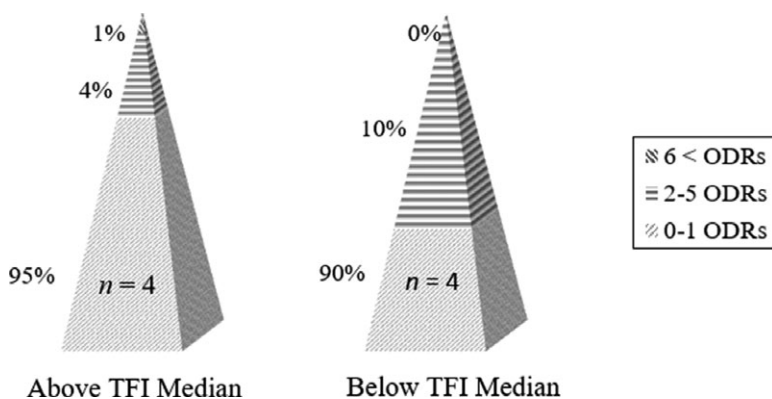 1%
4%
95%
n = 4
Above TFI Median
0%
10%
90%
n = 4
Below TFI Median
6 < ODRs
2-5 ODRs
0-1 ODRs